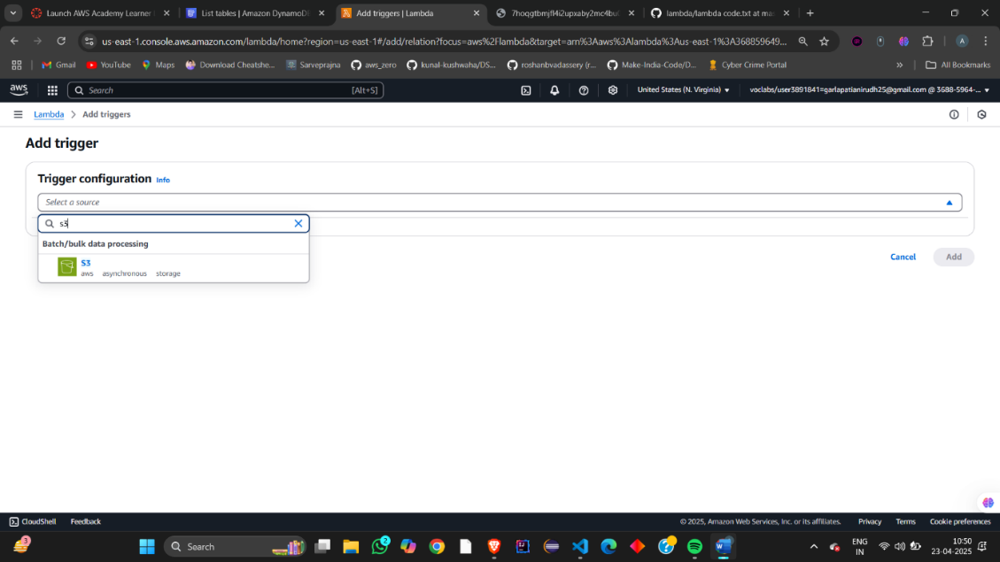 Launch AWS Academy Learner
List tables | Amazon DynamoDB
Add triggers | Lambda
7hoqgtbmjfl4i2upxaby2mc4bu
lambda/lambda code.txt at ma
us-east-1.console.aws.amazon.com/lambda/home?region=us-east-1#/add/relation?focus=aws%2Flambda&target=arn%3Aaws%3Alambda%3Aus-east-1%3A368859649...
A
Gmail
YouTube
Maps
Download Cheatshe...
Sarveprajna
aws_zero
kunal-kushwaha/DS...
roshanbvadassery (r...
Make-India-Code/D...
Cyber Crime Portal
»
All Bookmarks
aws
Search
[Alt+S]
United States (N. Virginia)
voclabs/user3891841=garlapatianirudh25@gmail.com @ 3688-5964-...
Lambda
Add triggers
Add trigger
Trigger configuration
Info
Select a source
s3
Batch/bulk data processing
S3
aws asynchronous storage
Cancel
Add
CloudShell
Feedback
© 2025, Amazon Web Services, Inc. or its affiliates.
Privacy
Terms
Cookie preferences
3
Search
2
ENG
IN
10:50
23-04-2025